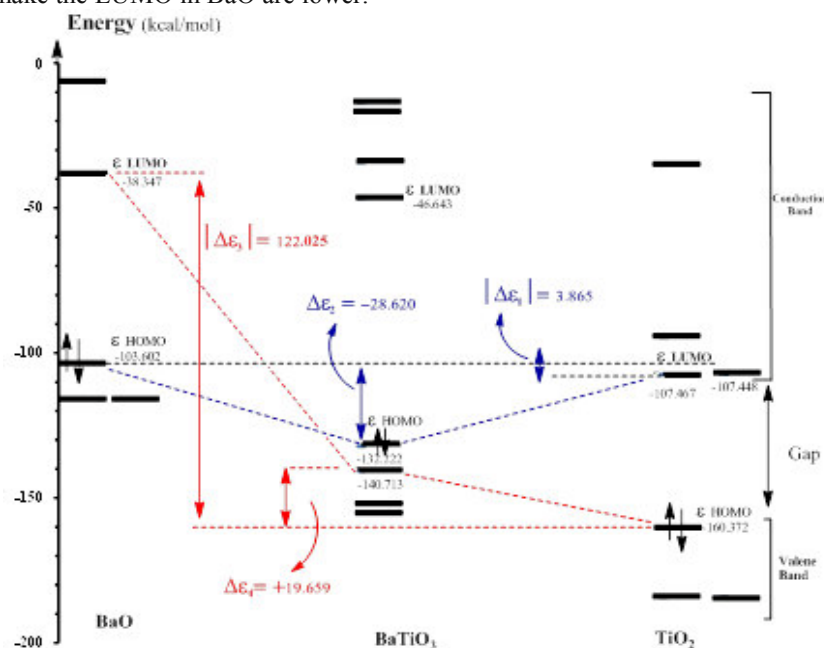 make the LUMO in BaO are lower.
Energy (kcal/mol)
0
ε LUMO
-38.347
ε LUMO
-46.643
Conduction
Band
-50
|Δε₃| = 122.025
Δε₂ = -28.620
|Δε₁| = 3.865
-100
ε HOMO
-103.602
ε LUMO
-107.467
-107.448
ε HOMO
-132.222
-140.713
Gap
-150
ε HOMO
160.372
Δε₄= +19.659
Valene
Band
BaO
BaTiO₃
TiO₂
-200